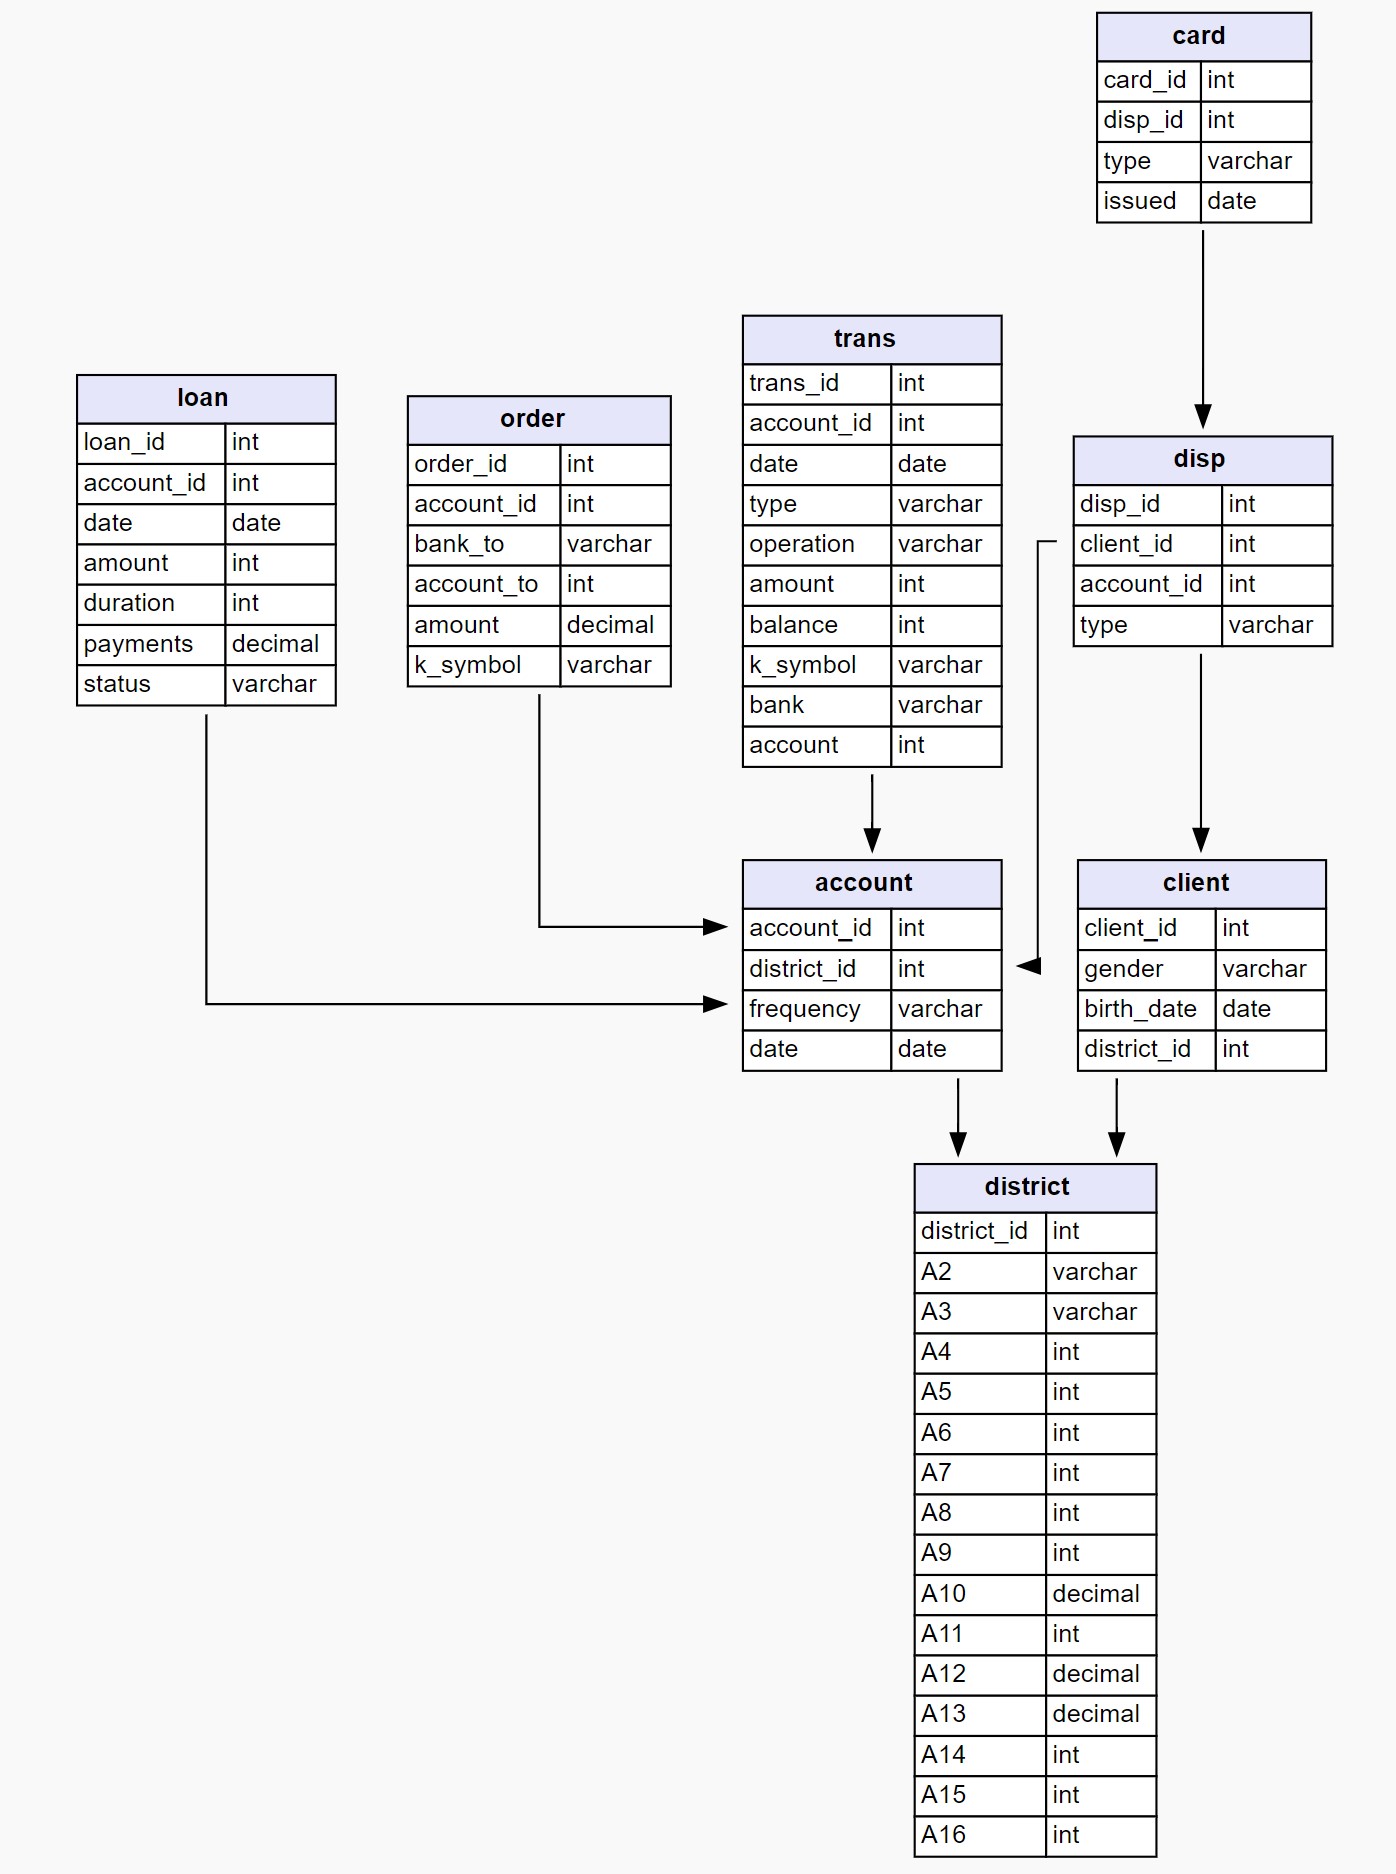 card
card_id int
disp_id int
type varchar
issued date
trans
trans_id int
account_id int
date date
type varchar
operation varchar
amount int
balance int
k_symbol varchar
bank varchar
account int
loan
loan_id int
account_id int
date date
amount int
duration int
payments decimal
status varchar
order
order_id int
account_id int
bank_to varchar
account_to int
amount decimal
k_symbol varchar
disp
disp_id int
client_id int
account_id int
type varchar
account
account_id int
district_id int
frequency varchar
date date
client
client_id int
gender varchar
birth_date date
district_id int
district
district_id int
A2 varchar
A3 varchar
A4 int
A5 int
A6 int
A7 int
A8 int
A9 int
A10 decimal
A11 int
A12 decimal
A13 decimal
A14 int
A15 int
A16 int